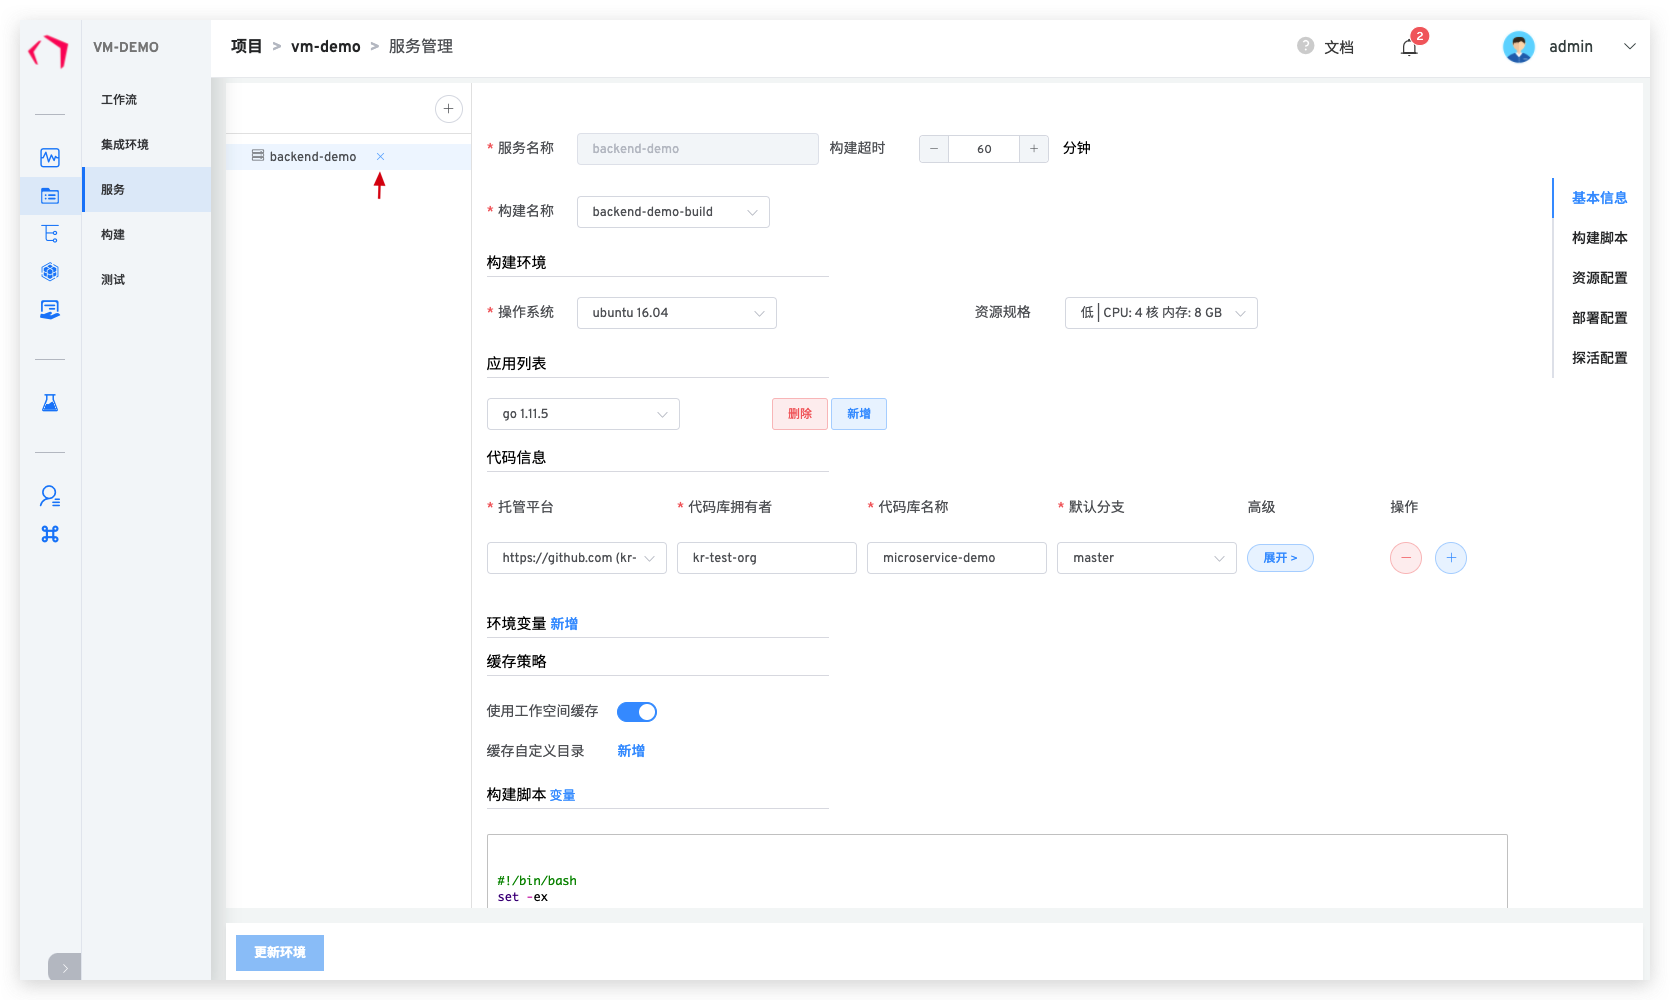 VM-DEMO
工作流
集成环境
服务
构建
测试
项目 > vm-demo > 服务管理
? 文档
2
admin
+
backend-demo ×
* 服务名称 backend-demo 构建超时 − 60 + 分钟
* 构建名称 backend-demo-build
构建环境
* 操作系统 ubuntu 16.04 资源规格 低 | CPU: 4 核 内存: 8 GB
应用列表
go 1.11.5 删除 新增
代码信息
* 托管平台 * 代码库拥有者 * 代码库名称 * 默认分支 高级 操作
https://github.com (kr- kr-test-org microservice-demo master 展开 > − +
环境变量 新增
缓存策略
使用工作空间缓存
缓存自定义目录 新增
构建脚本 变量
#!/bin/bash
set -ex
基本信息
构建脚本
资源配置
部署配置
探活配置
更新环境